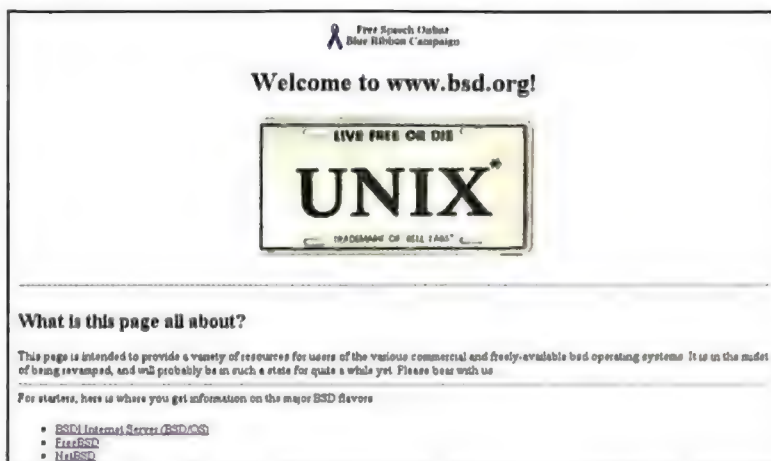 Free Speech Online
Blue Ribbon Campaign
Welcome to www.bsd.org!
LIVE FREE OR DIE
UNIX*
TRADEMARK OF BELL LABS
What is this page all about?
This page is intended to provide a variety of resources for users of the various commercial and freely-available bsd operating systems. It is in the midst
of being revamped, and will probably be in such a state for quite a while yet. Please bear with us
For starters, here is where you get information on the major BSD flavors
BSDI Internet Server (BSD/OS)
FreeBSD
NetBSD